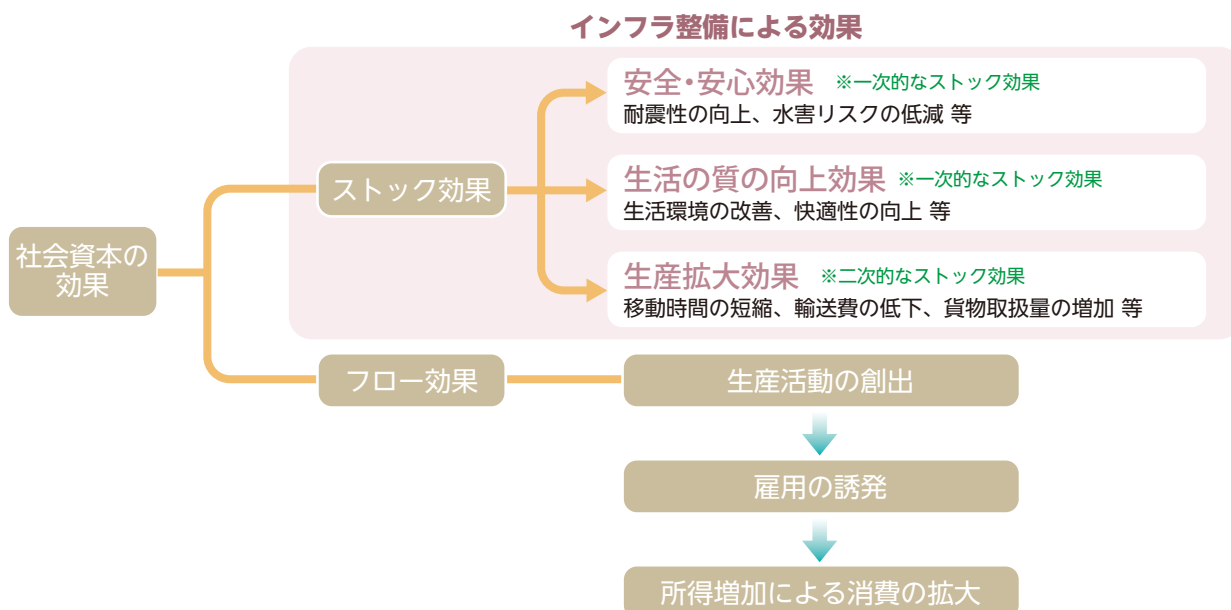 インフラ整備による効果
安全・安心効果 ※一次的なストック効果
耐震性の向上、水害リスクの低減 等
ストック効果
生活の質の向上効果 ※一次的なストック効果
生活環境の改善、快適性の向上 等
社会資本の
効果
生産拡大効果 ※二次的なストック効果
移動時間の短縮、輸送費の低下、貨物取扱量の増加 等
フロー効果
生産活動の創出
雇用の誘発
所得増加による消費の拡大